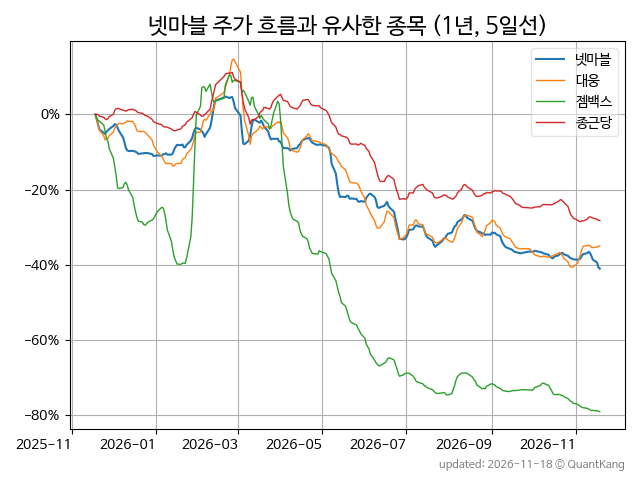 넷마블 주가 흐름과 유사한 종목 (1년, 5일선)
넷마블
대웅
젬백스
종근당
0%
−20%
−40%
−60%
−80%
2025-11
2026-01
2026-03
2026-05
2026-07
2026-09
2026-11
updated: 2026-11-18 © QuantKang